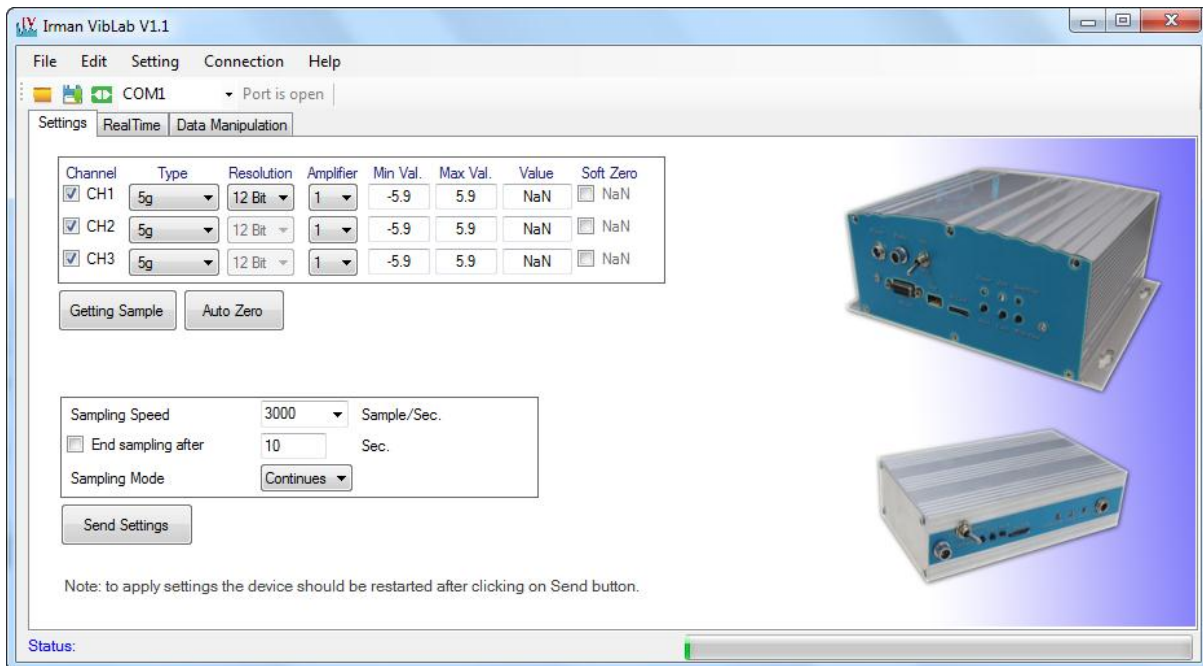 Irman VibLab V1.1
File Edit Setting Connection Help
COM1 Port is open
Settings RealTime Data Manipulation
Channel Type Resolution Amplifier Min Val. Max Val. Value Soft Zero
CH1 5g 12 Bit 1 -5.9 5.9 NaN NaN
CH2 5g 12 Bit 1 -5.9 5.9 NaN NaN
CH3 5g 12 Bit 1 -5.9 5.9 NaN NaN
Getting Sample Auto Zero
Sampling Speed 3000 Sample/Sec.
End sampling after 10 Sec.
Sampling Mode Continues
Send Settings
Note: to apply settings the device should be restarted after clicking on Send button.
Status: